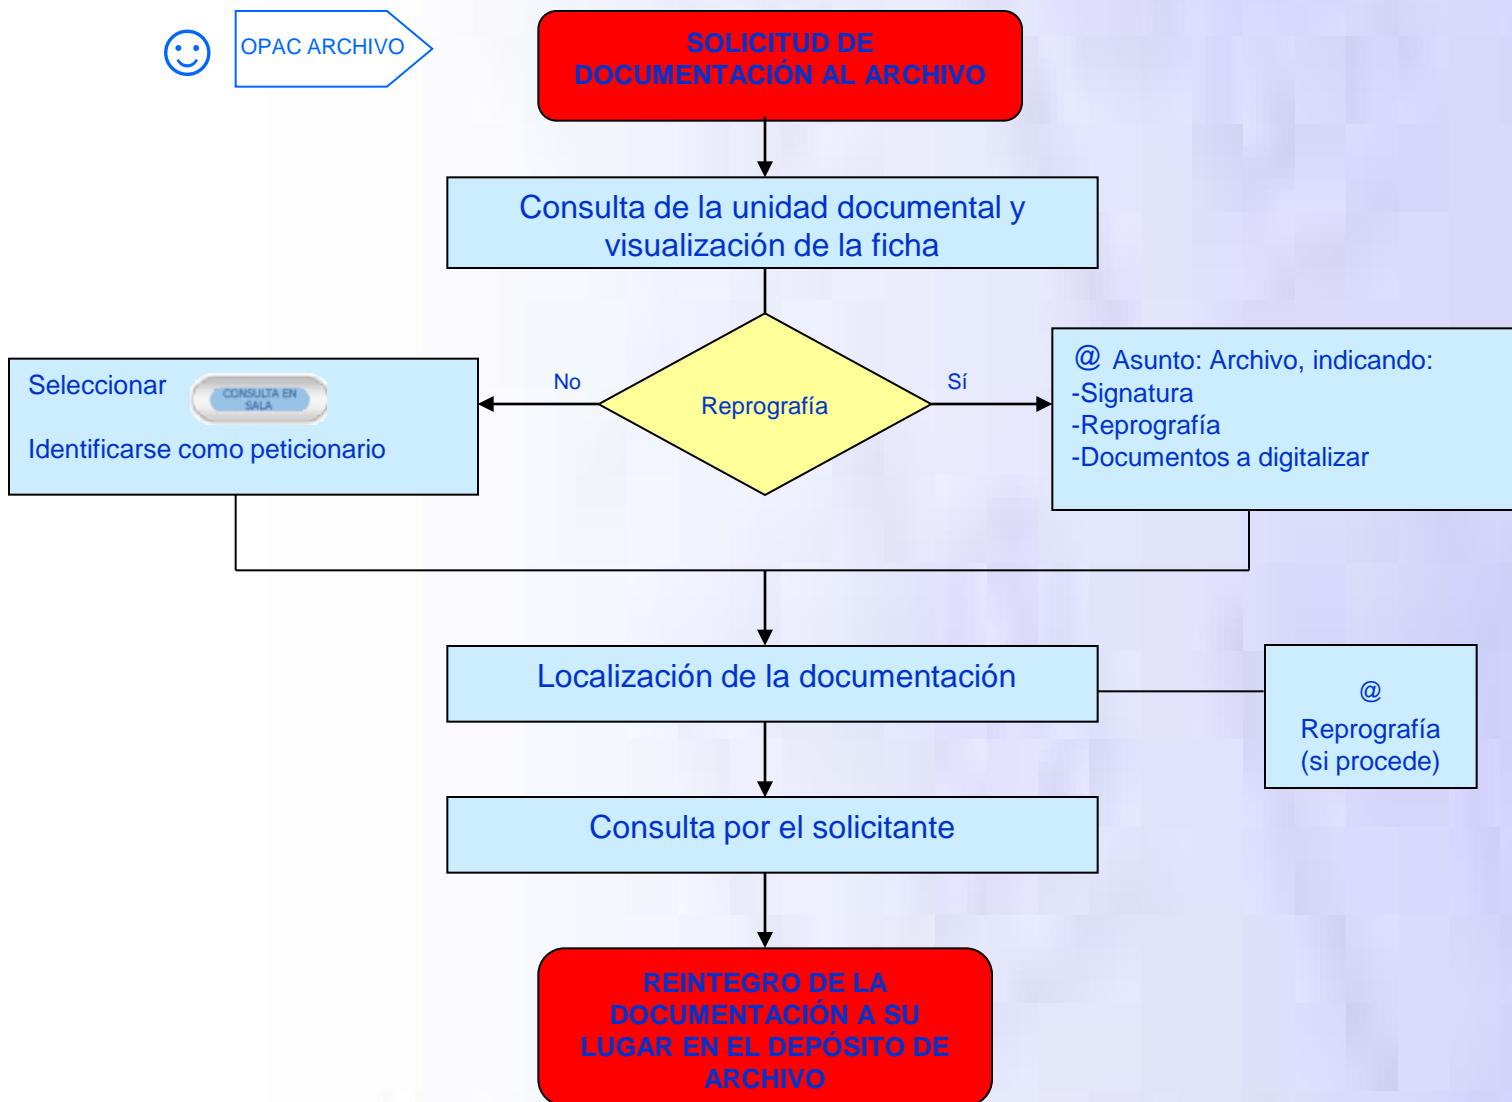 OPAC ARCHIVO
SOLICITUD DE
DOCUMENTACIÓN AL ARCHIVO
Consulta de la unidad documental y
visualización de la ficha
Seleccionar
CONSULTA EN
SALA
Identificarse como peticionario
No
Reprografía
Sí
@ Asunto: Archivo, indicando:
-Signatura
-Reprografía
-Documentos a digitalizar
Localización de la documentación
@
Reprografía
(si procede)
Consulta por el solicitante
REINTEGRO DE LA
DOCUMENTACIÓN A SU
LUGAR EN EL DEPÓSITO DE
ARCHIVO